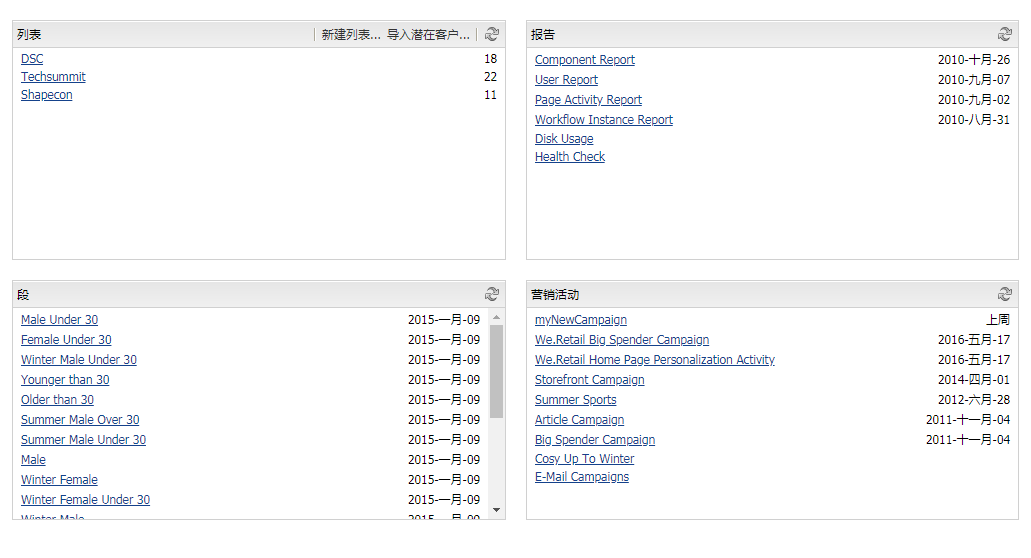 列表 新建列表... 导入潜在客户...
DSC 18
Techsummit 22
Shapecon 11
报告
Component Report 2010-十月-26
User Report 2010-九月-07
Page Activity Report 2010-九月-02
Workflow Instance Report 2010-八月-31
Disk Usage
Health Check
段
Male Under 30 2015-一月-09
Female Under 30 2015-一月-09
Winter Male Under 30 2015-一月-09
Younger than 30 2015-一月-09
Older than 30 2015-一月-09
Summer Male Over 30 2015-一月-09
Summer Male Under 30 2015-一月-09
Male 2015-一月-09
Winter Female 2015-一月-09
Winter Female Under 30 2015-一月-09
Winter Male 2015-一月-09
营销活动
myNewCampaign 上周
We.Retail Big Spender Campaign 2016-五月-17
We.Retail Home Page Personalization Activity 2016-五月-17
Storefront Campaign 2014-四月-01
Summer Sports 2012-六月-28
Article Campaign 2011-十一月-04
Big Spender Campaign 2011-十一月-04
Cosy Up To Winter
E-Mail Campaigns